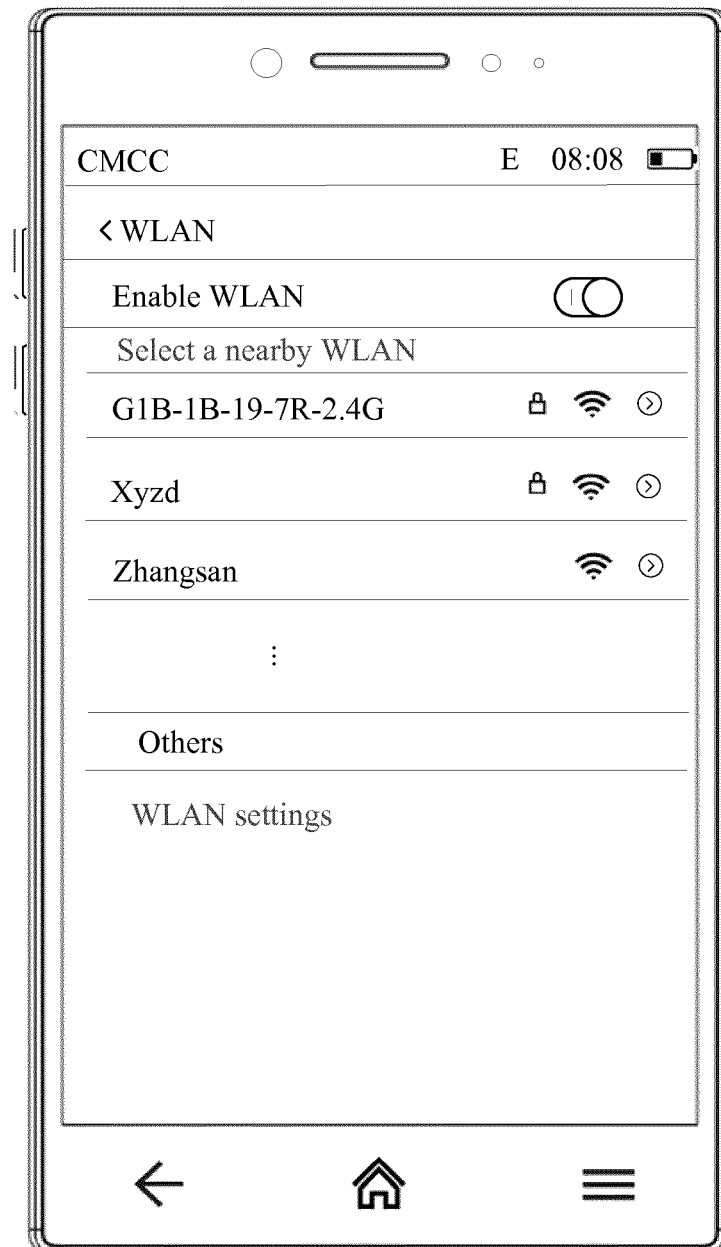 CMCC E 08:08
WLAN
Enable WLAN
Select a nearby WLAN
G1B-1B-19-7R-2.4G
Xyzd
Zhangsan
Others
WLAN settings